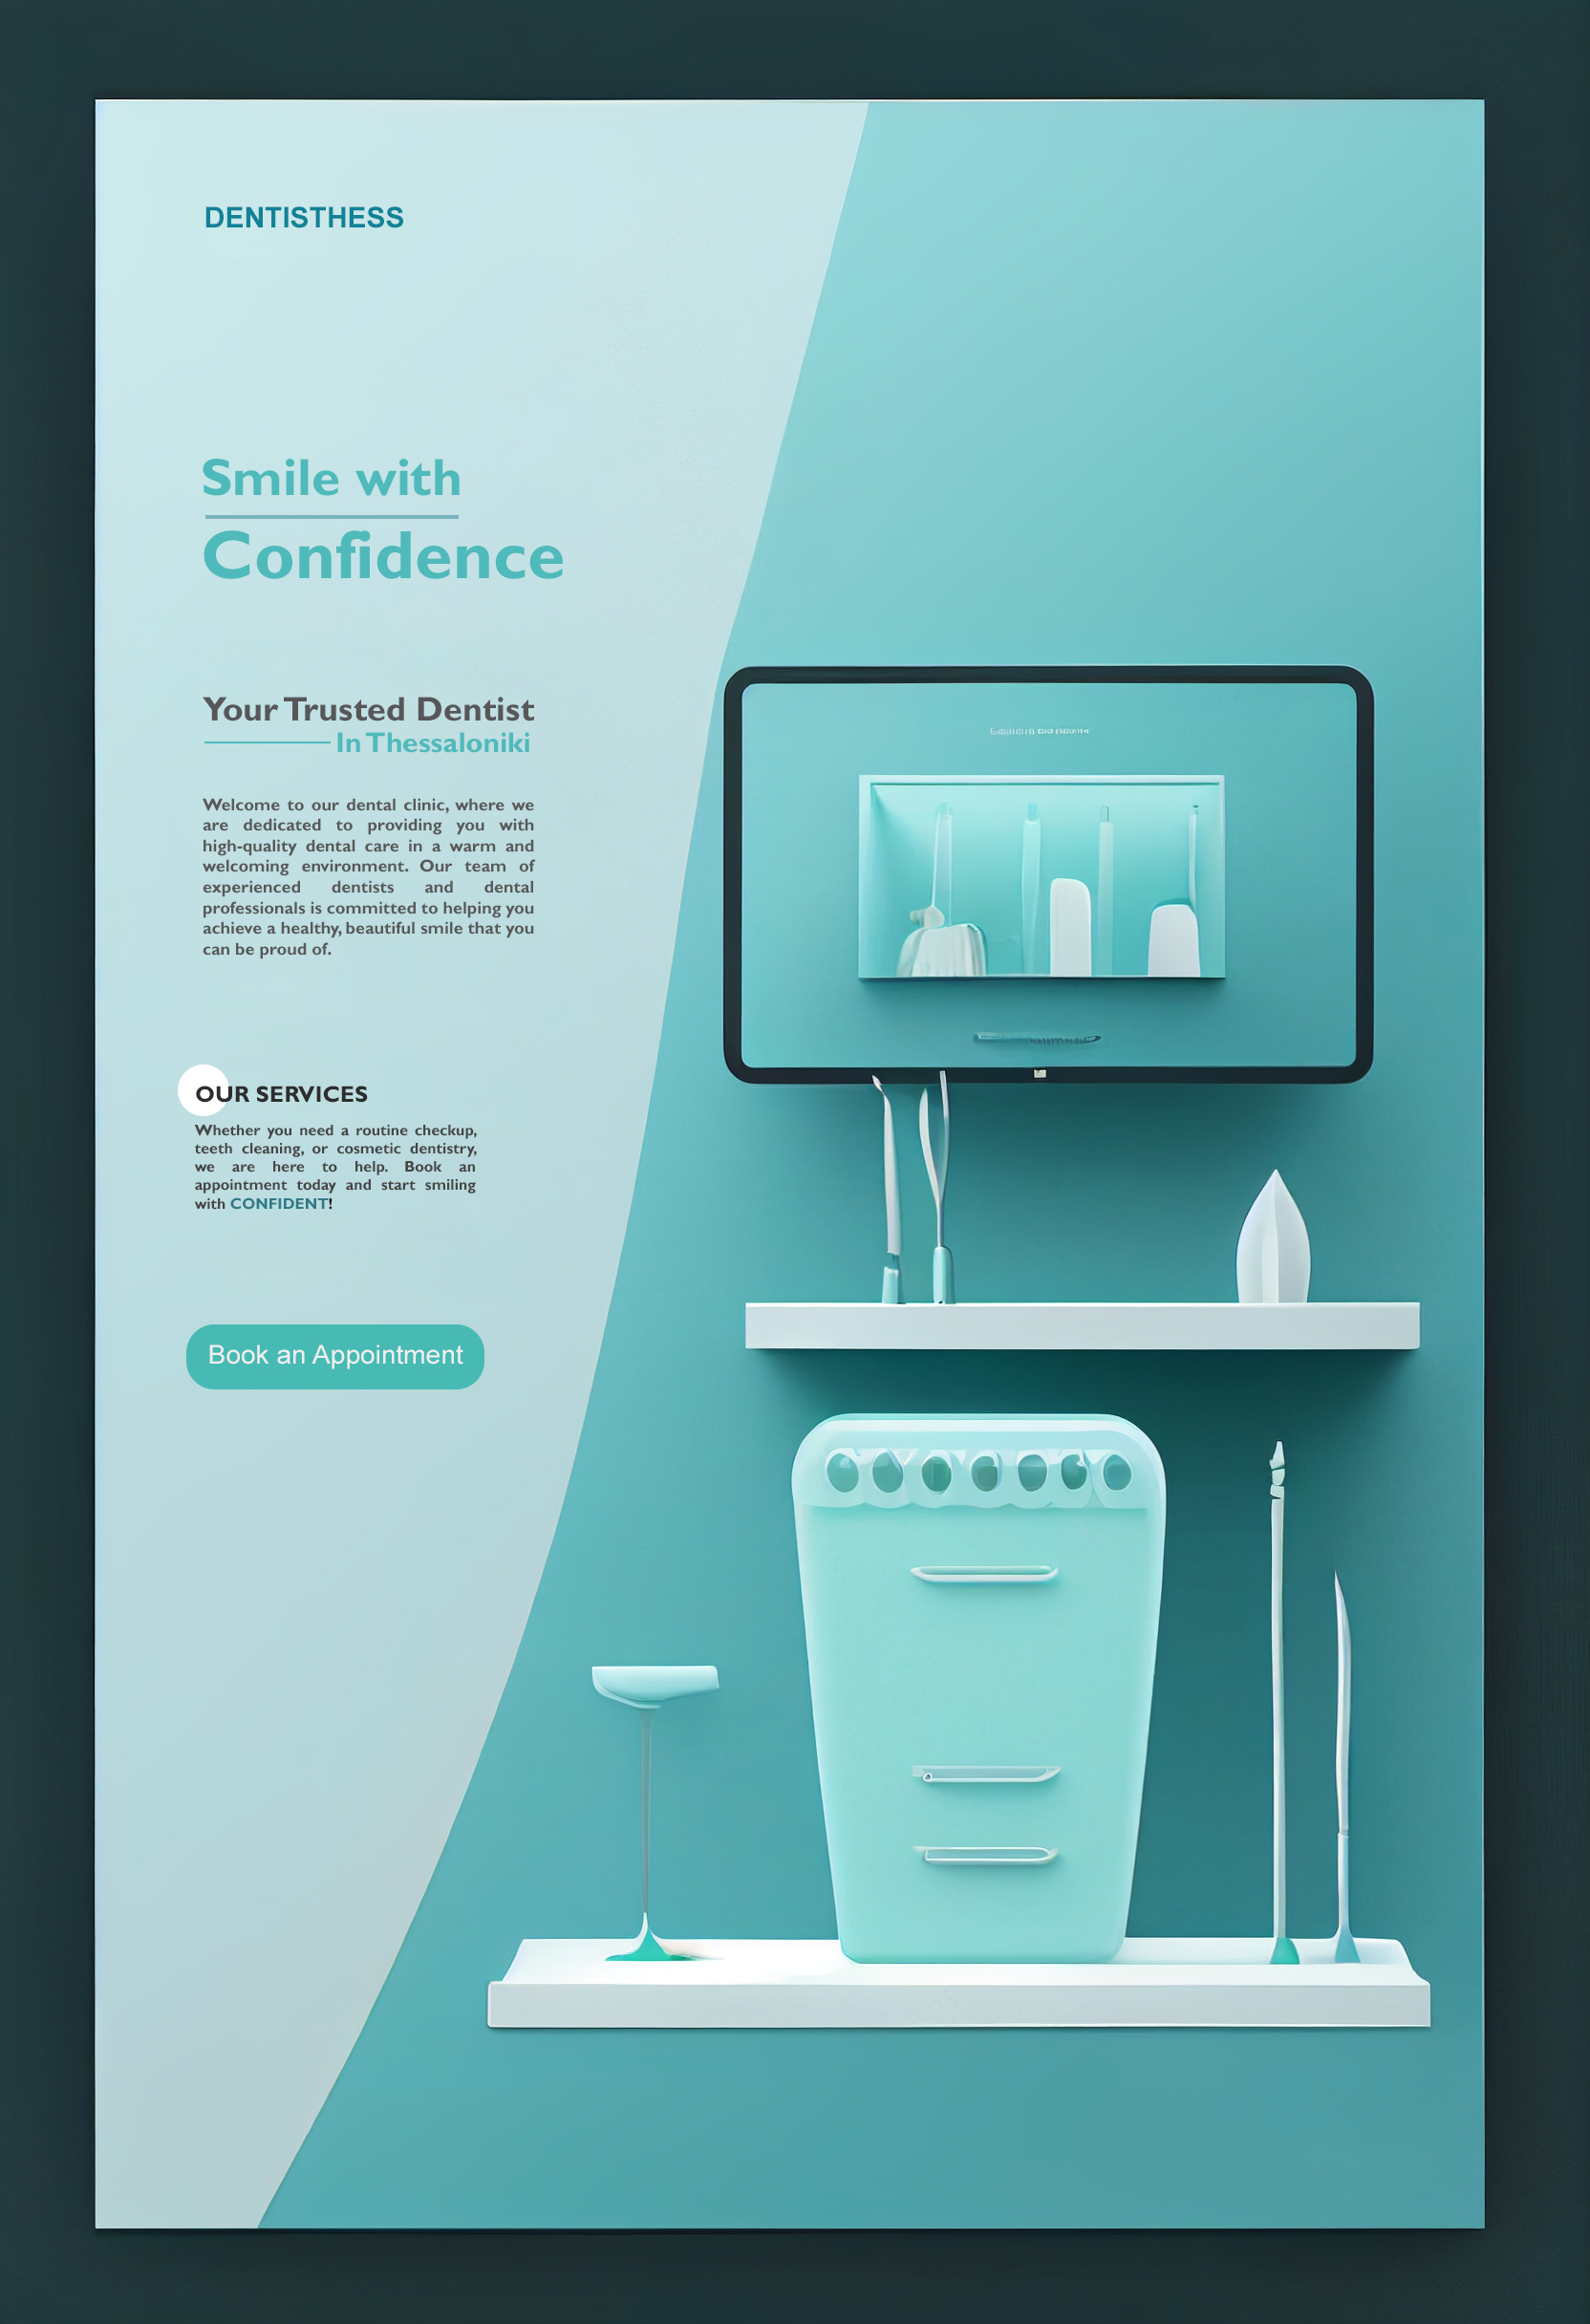 DENTISTHESS
Smile with
Confidence
Your Trusted Dentist
In Thessaloniki
Welcome to our dental clinic, where we
are dedicated to providing you with
high-quality dental care in a warm and
welcoming environment. Our team of
experienced dentists and dental
professionals is committed to helping you
achieve a healthy, beautiful smile that you
can be proud of.
OUR SERVICES
Whether you need a routine checkup,
teeth cleaning, or cosmetic dentistry,
we are here to help. Book an
appointment today and start smiling
with CONFIDENT!
Book an Appointment